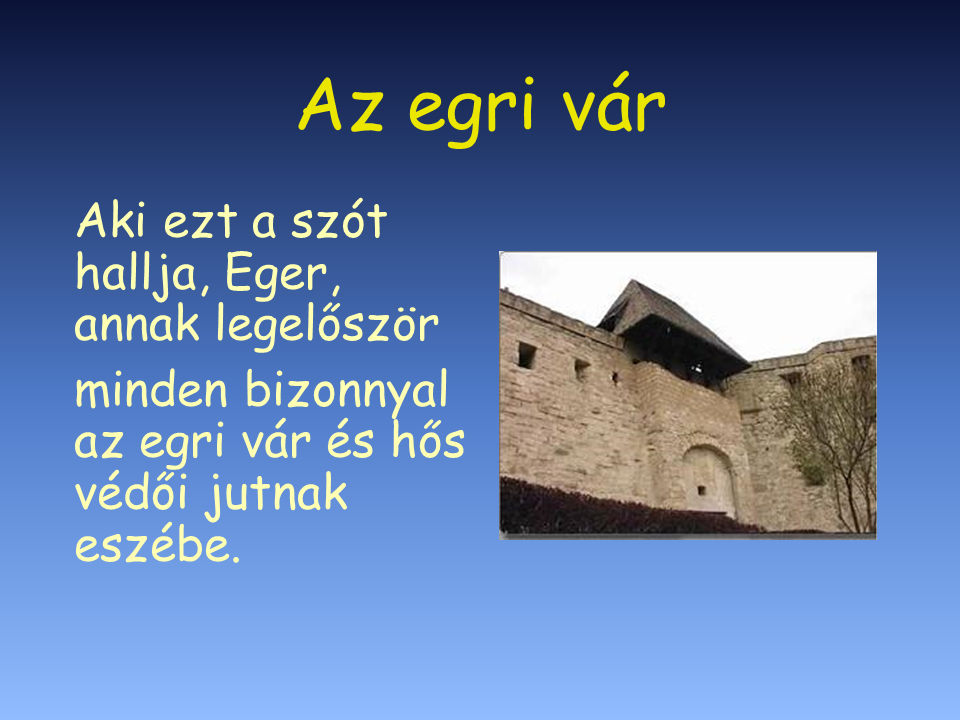 Az egri vár
Aki ezt a szót
hallja, Eger,
annak legelőször
minden bizonnyal
az egri vár és hős
védői jutnak
eszébe.